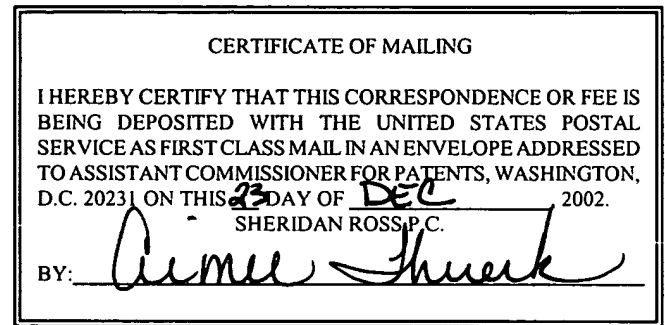 CERTIFICATE OF MAILING
I HEREBY CERTIFY THAT THIS CORRESPONDENCE OR FEE IS
BEING DEPOSITED WITH THE UNITED STATES POSTAL
SERVICE AS FIRST CLASS MAIL IN AN ENVELOPE ADDRESSED
TO ASSISTANT COMMISSIONER FOR PATENTS, WASHINGTON,
D.C. 20231 ON THIS 23 DAY OF DEC, 2002.
SHERIDAN ROSS P.C.
BY: Aimee